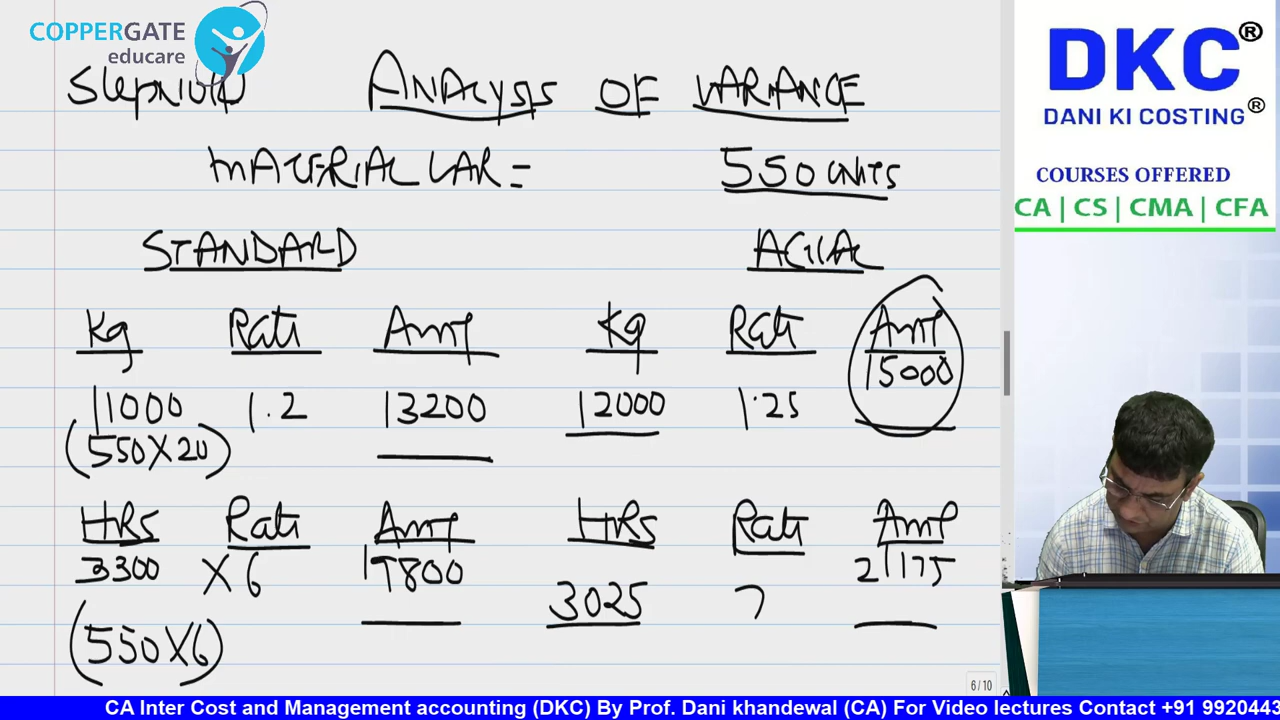 COPPERGATE
educare
ANALYSIS OF VARIANCE
MATERIAL VAR = 550 UNITS
STANDARD ACTUAL
Kg Rate Amt Kg Rate Amt
15000
11000 1.2 13200 12000 1.25
(550X20)
HRS Rate Amt HRS Rate Amt
3300 X 6 19800 21175
3025 7
(550X6)
6 / 10
DKC®
DANI KI COSTING®
COURSES OFFERED
CA | CS | CMA | CFA
CA Inter Cost and Management accounting (DKC) By Prof. Dani khandewal (CA) For Video lectures Contact +91 9920443